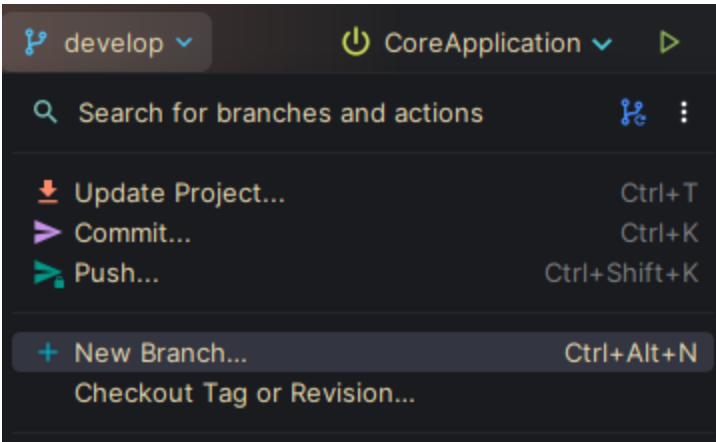 develop CoreApplication
Search for branches and actions
Update Project... Ctrl+T
Commit... Ctrl+K
Push... Ctrl+Shift+K
New Branch... Ctrl+Alt+N
Checkout Tag or Revision...